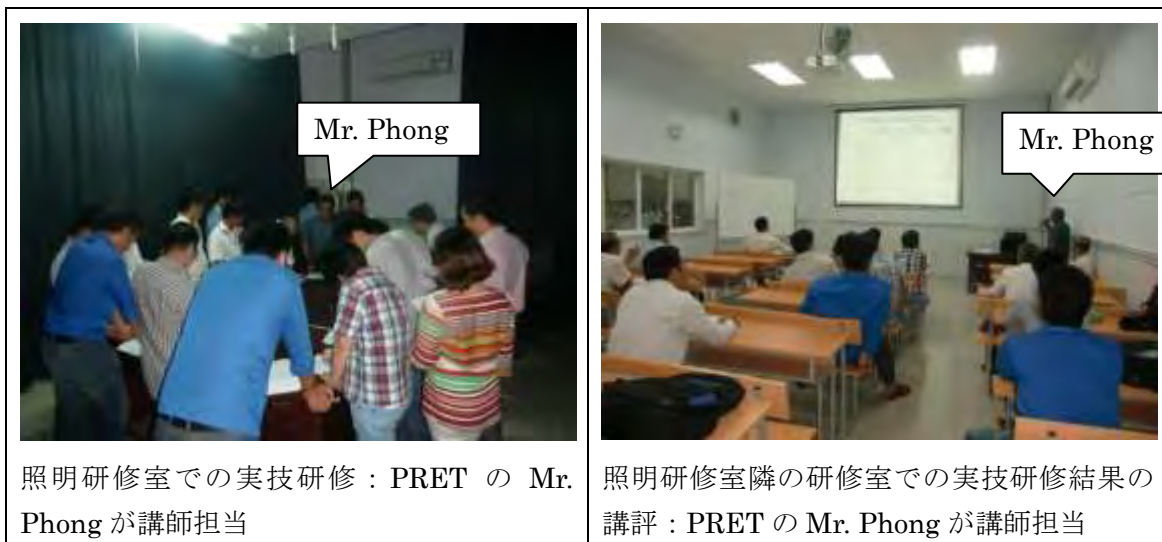 Mr. Phong
Mr. Phong
照明研修室での実技研修：PRET の Mr.
Phong が講師担当
照明研修室隣の研修室での実技研修結果の
講評：PRET の Mr. Phong が講師担当